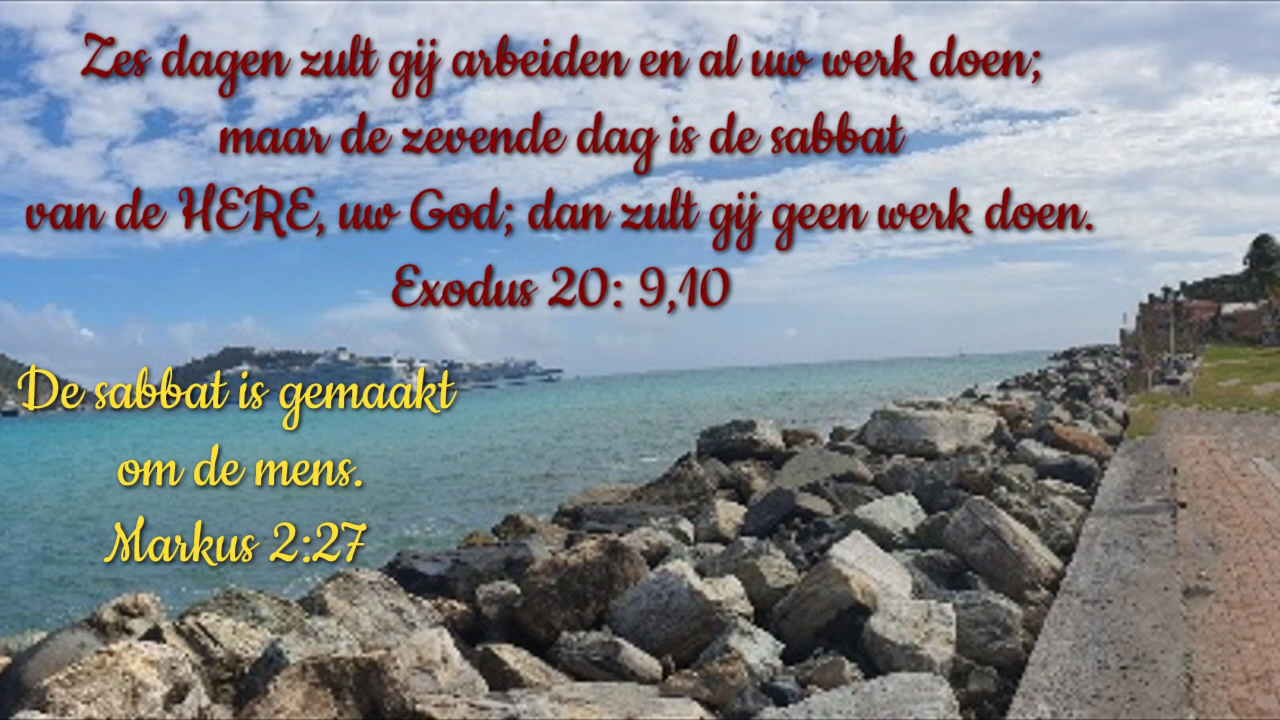 Zes dagen zult gij arbeiden en al uw werk doen;
maar de zevende dag is de sabbat
van de HERE, uw God; dan zult gij geen werk doen.
Exodus 20: 9,10
De sabbat is gemaakt
om de mens.
Markus 2:27